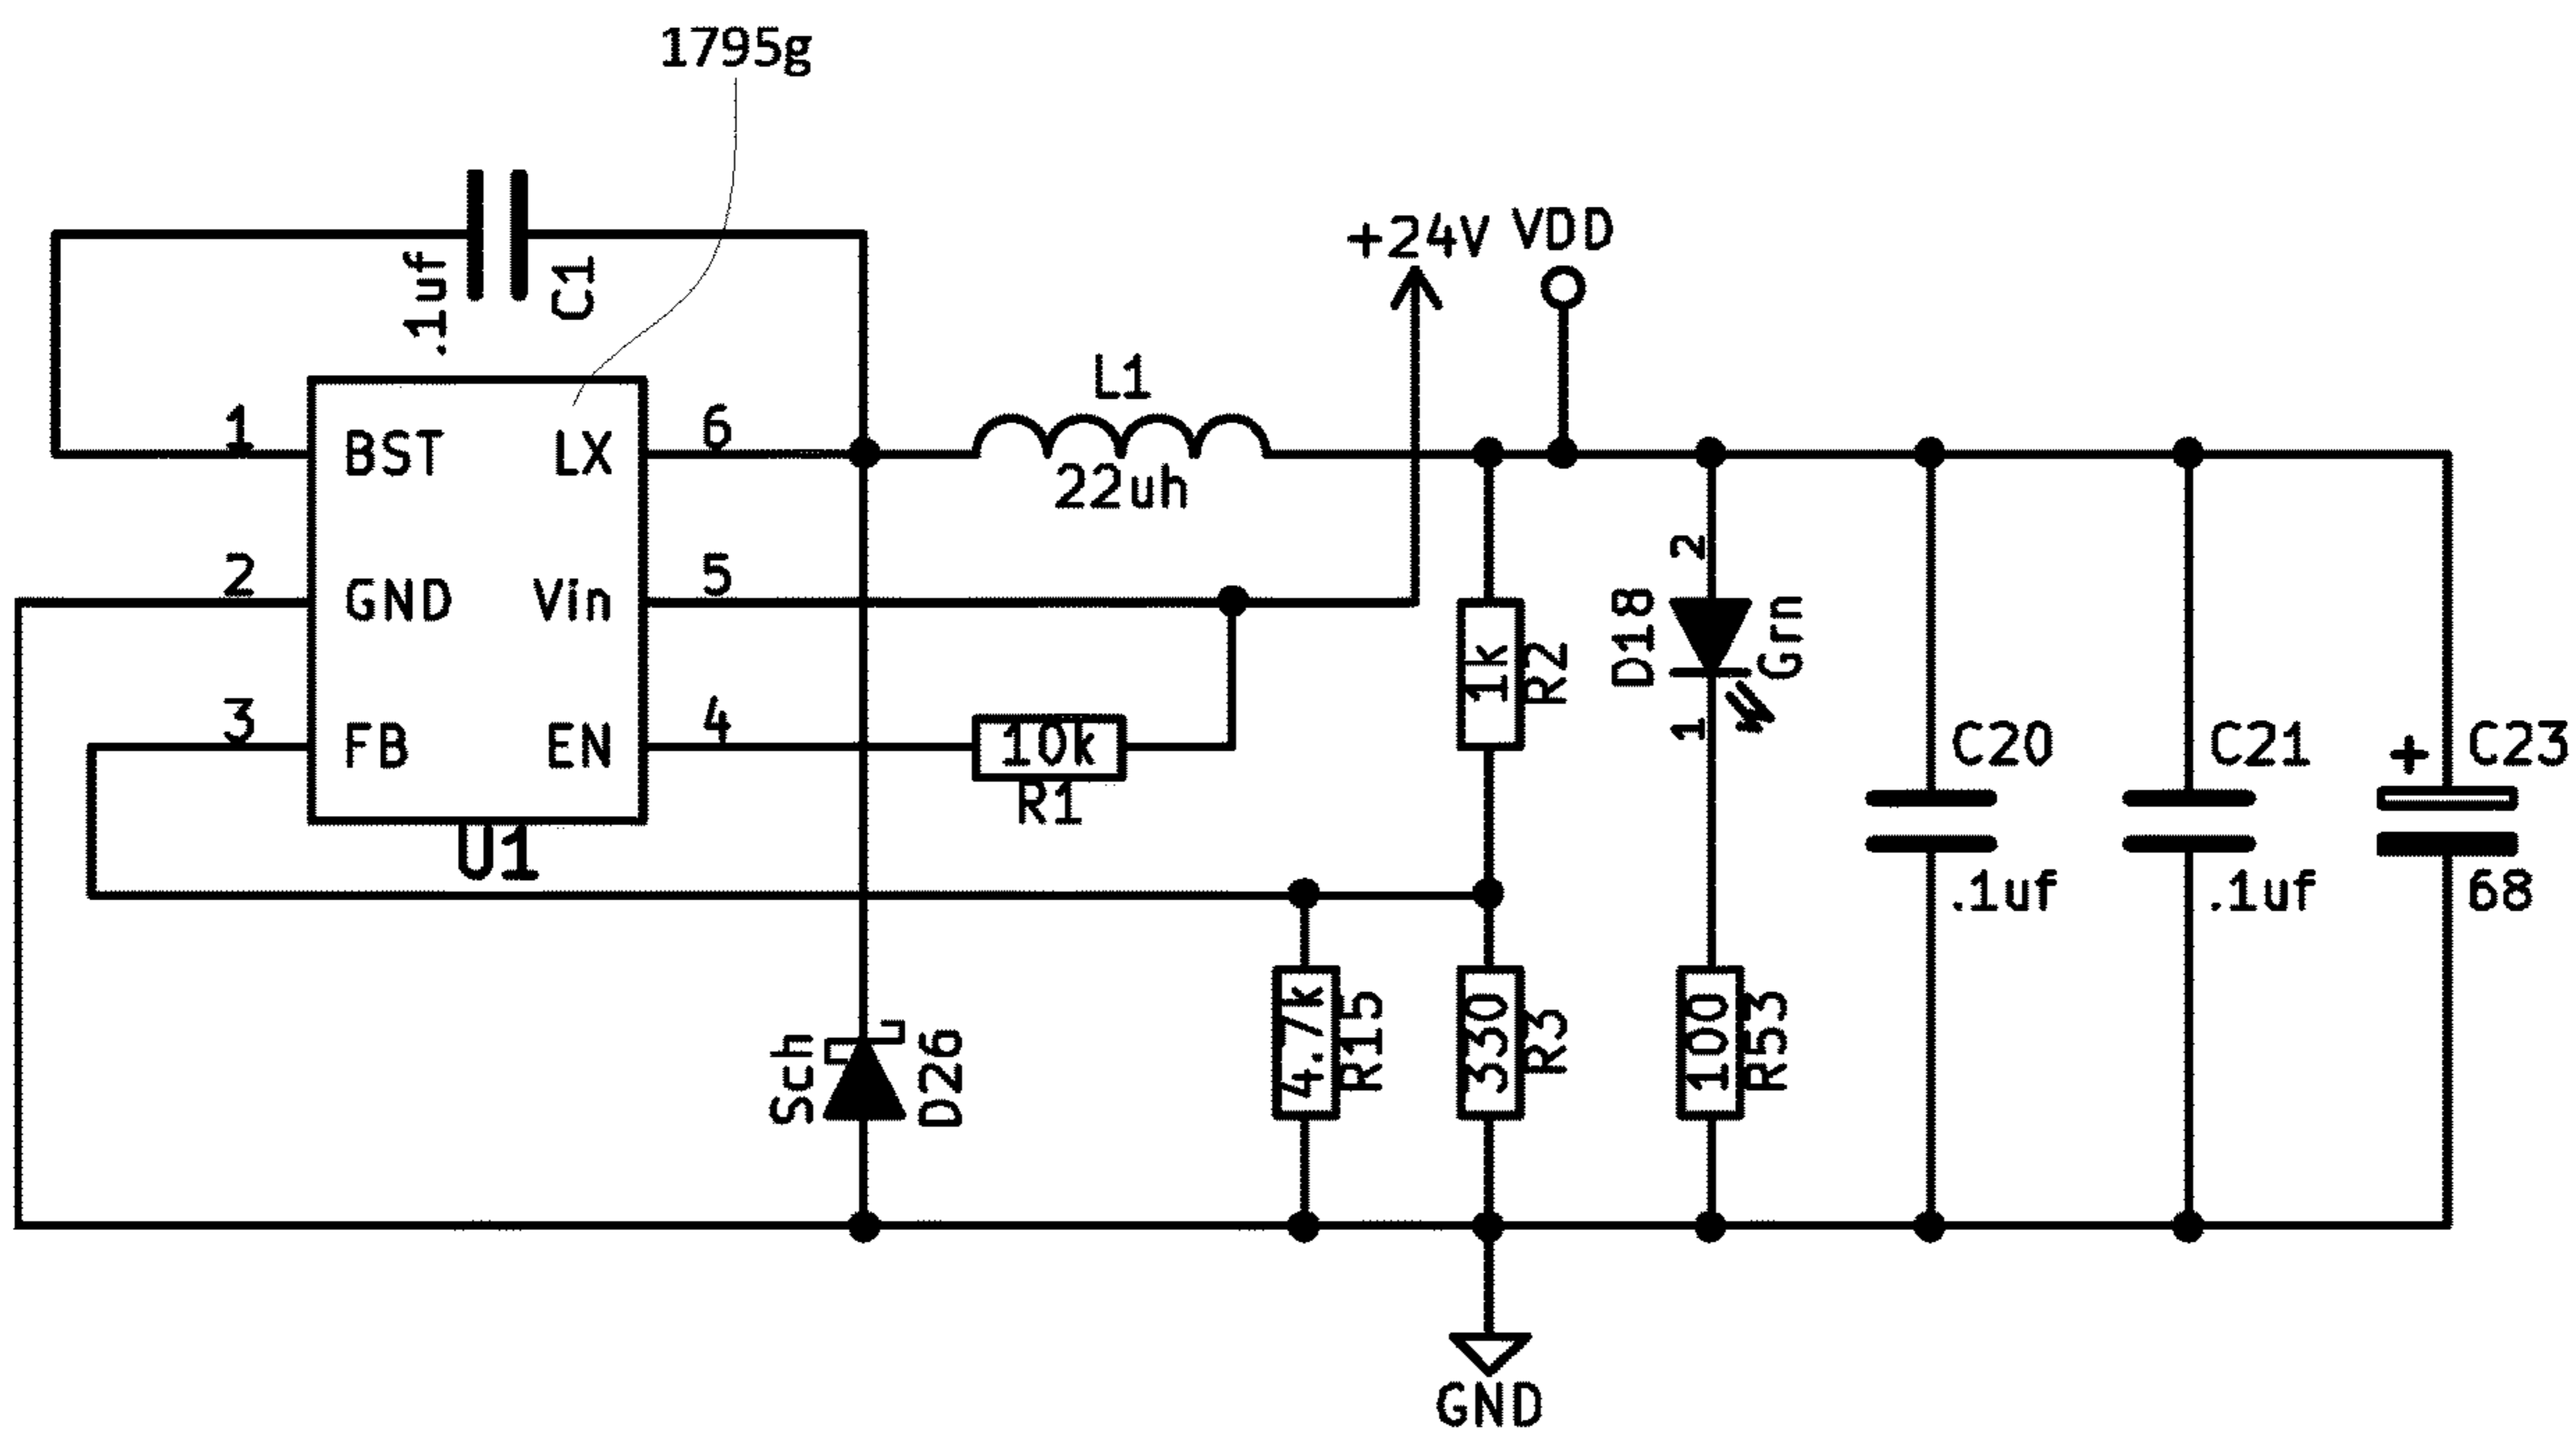 1795g
.1uf
C1
+24V
VDD
L1
22uh
1
BST
LX
6
2
GND
Vin
5
3
FB
EN
4
U1
10k
R1
1k
R2
2
D18
Grn
1
C20
.1uf
C21
.1uf
+
C23
68
Sch
D26
4.7k
R15
330
R3
100
R53
GND